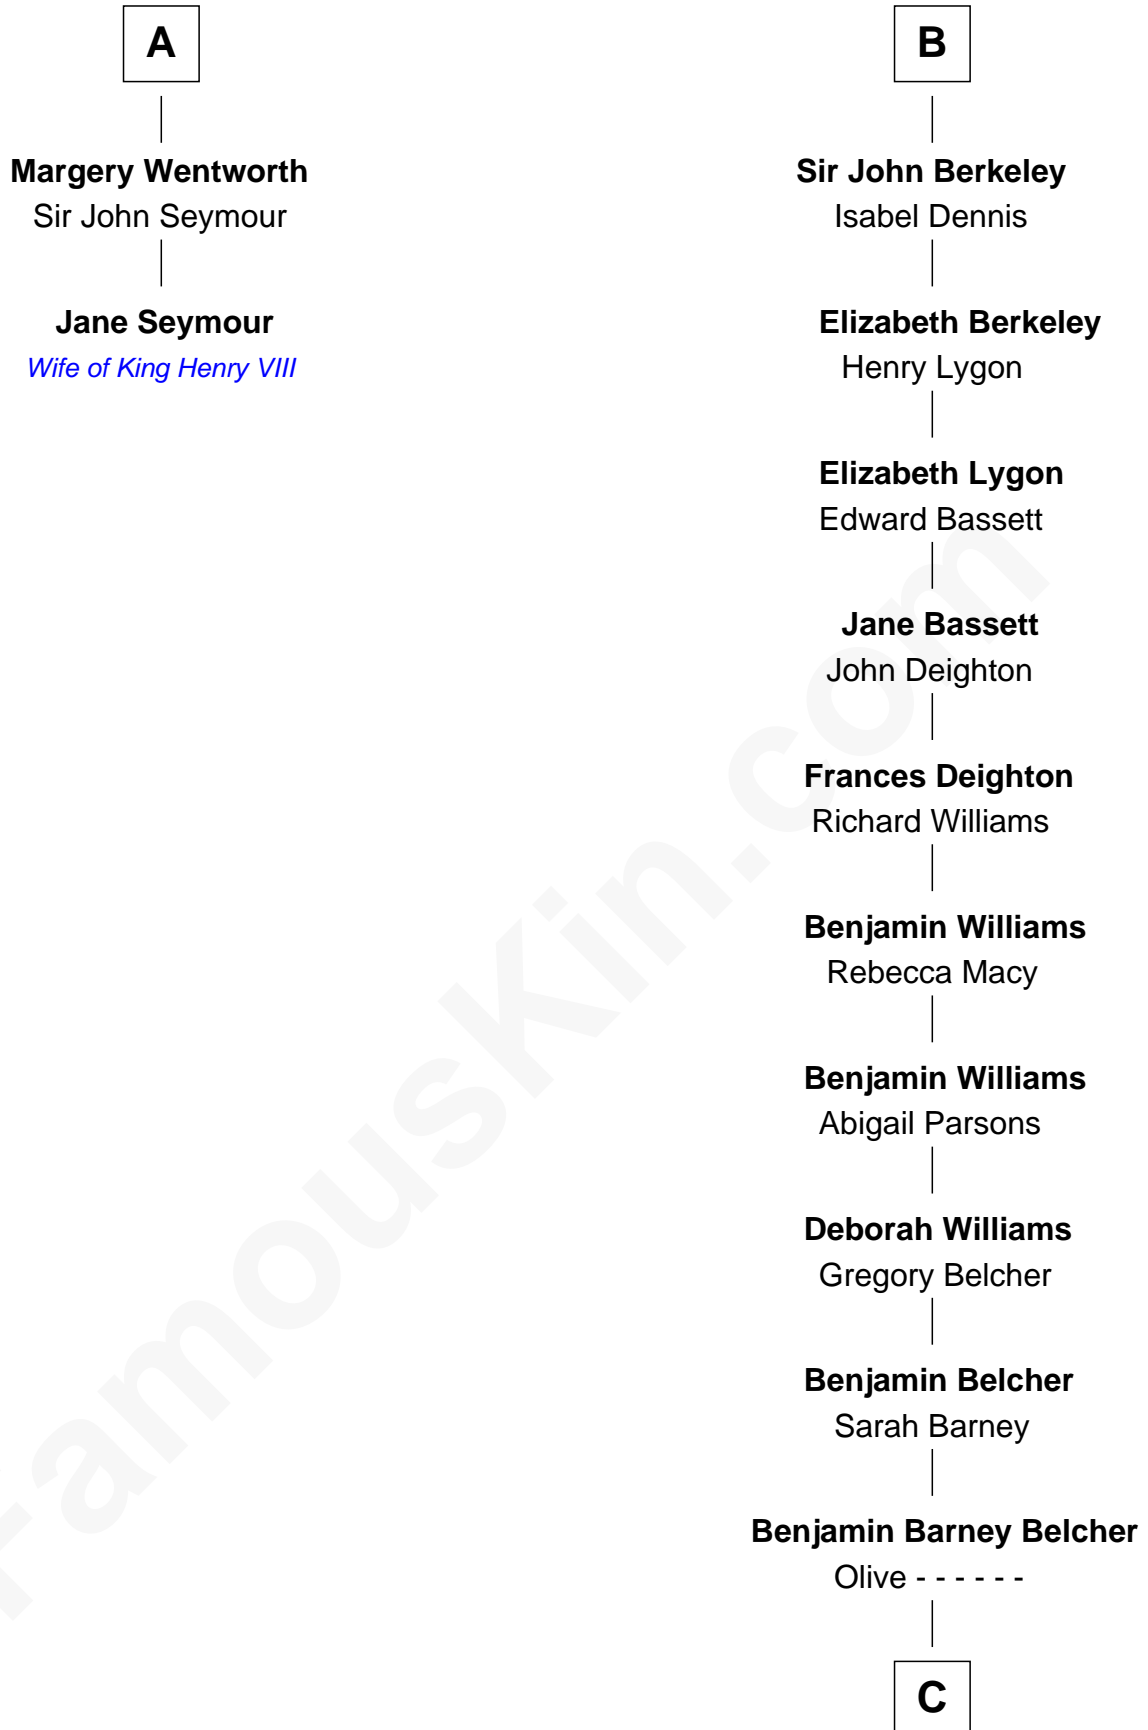 A
Margery Wentworth
Sir John Seymour
Jane Seymour
Wife of King Henry VIII
B
Sir John Berkeley
Isabel Dennis
Elizabeth Berkeley
Henry Lygon
Elizabeth Lygon
Edward Bassett
Jane Bassett
John Deighton
Frances Deighton
Richard Williams
Benjamin Williams
Rebecca Macy
Benjamin Williams
Abigail Parsons
Deborah Williams
Gregory Belcher
Benjamin Belcher
Sarah Barney
Benjamin Barney Belcher
Olive - - - - - -
C
FamousKin.com